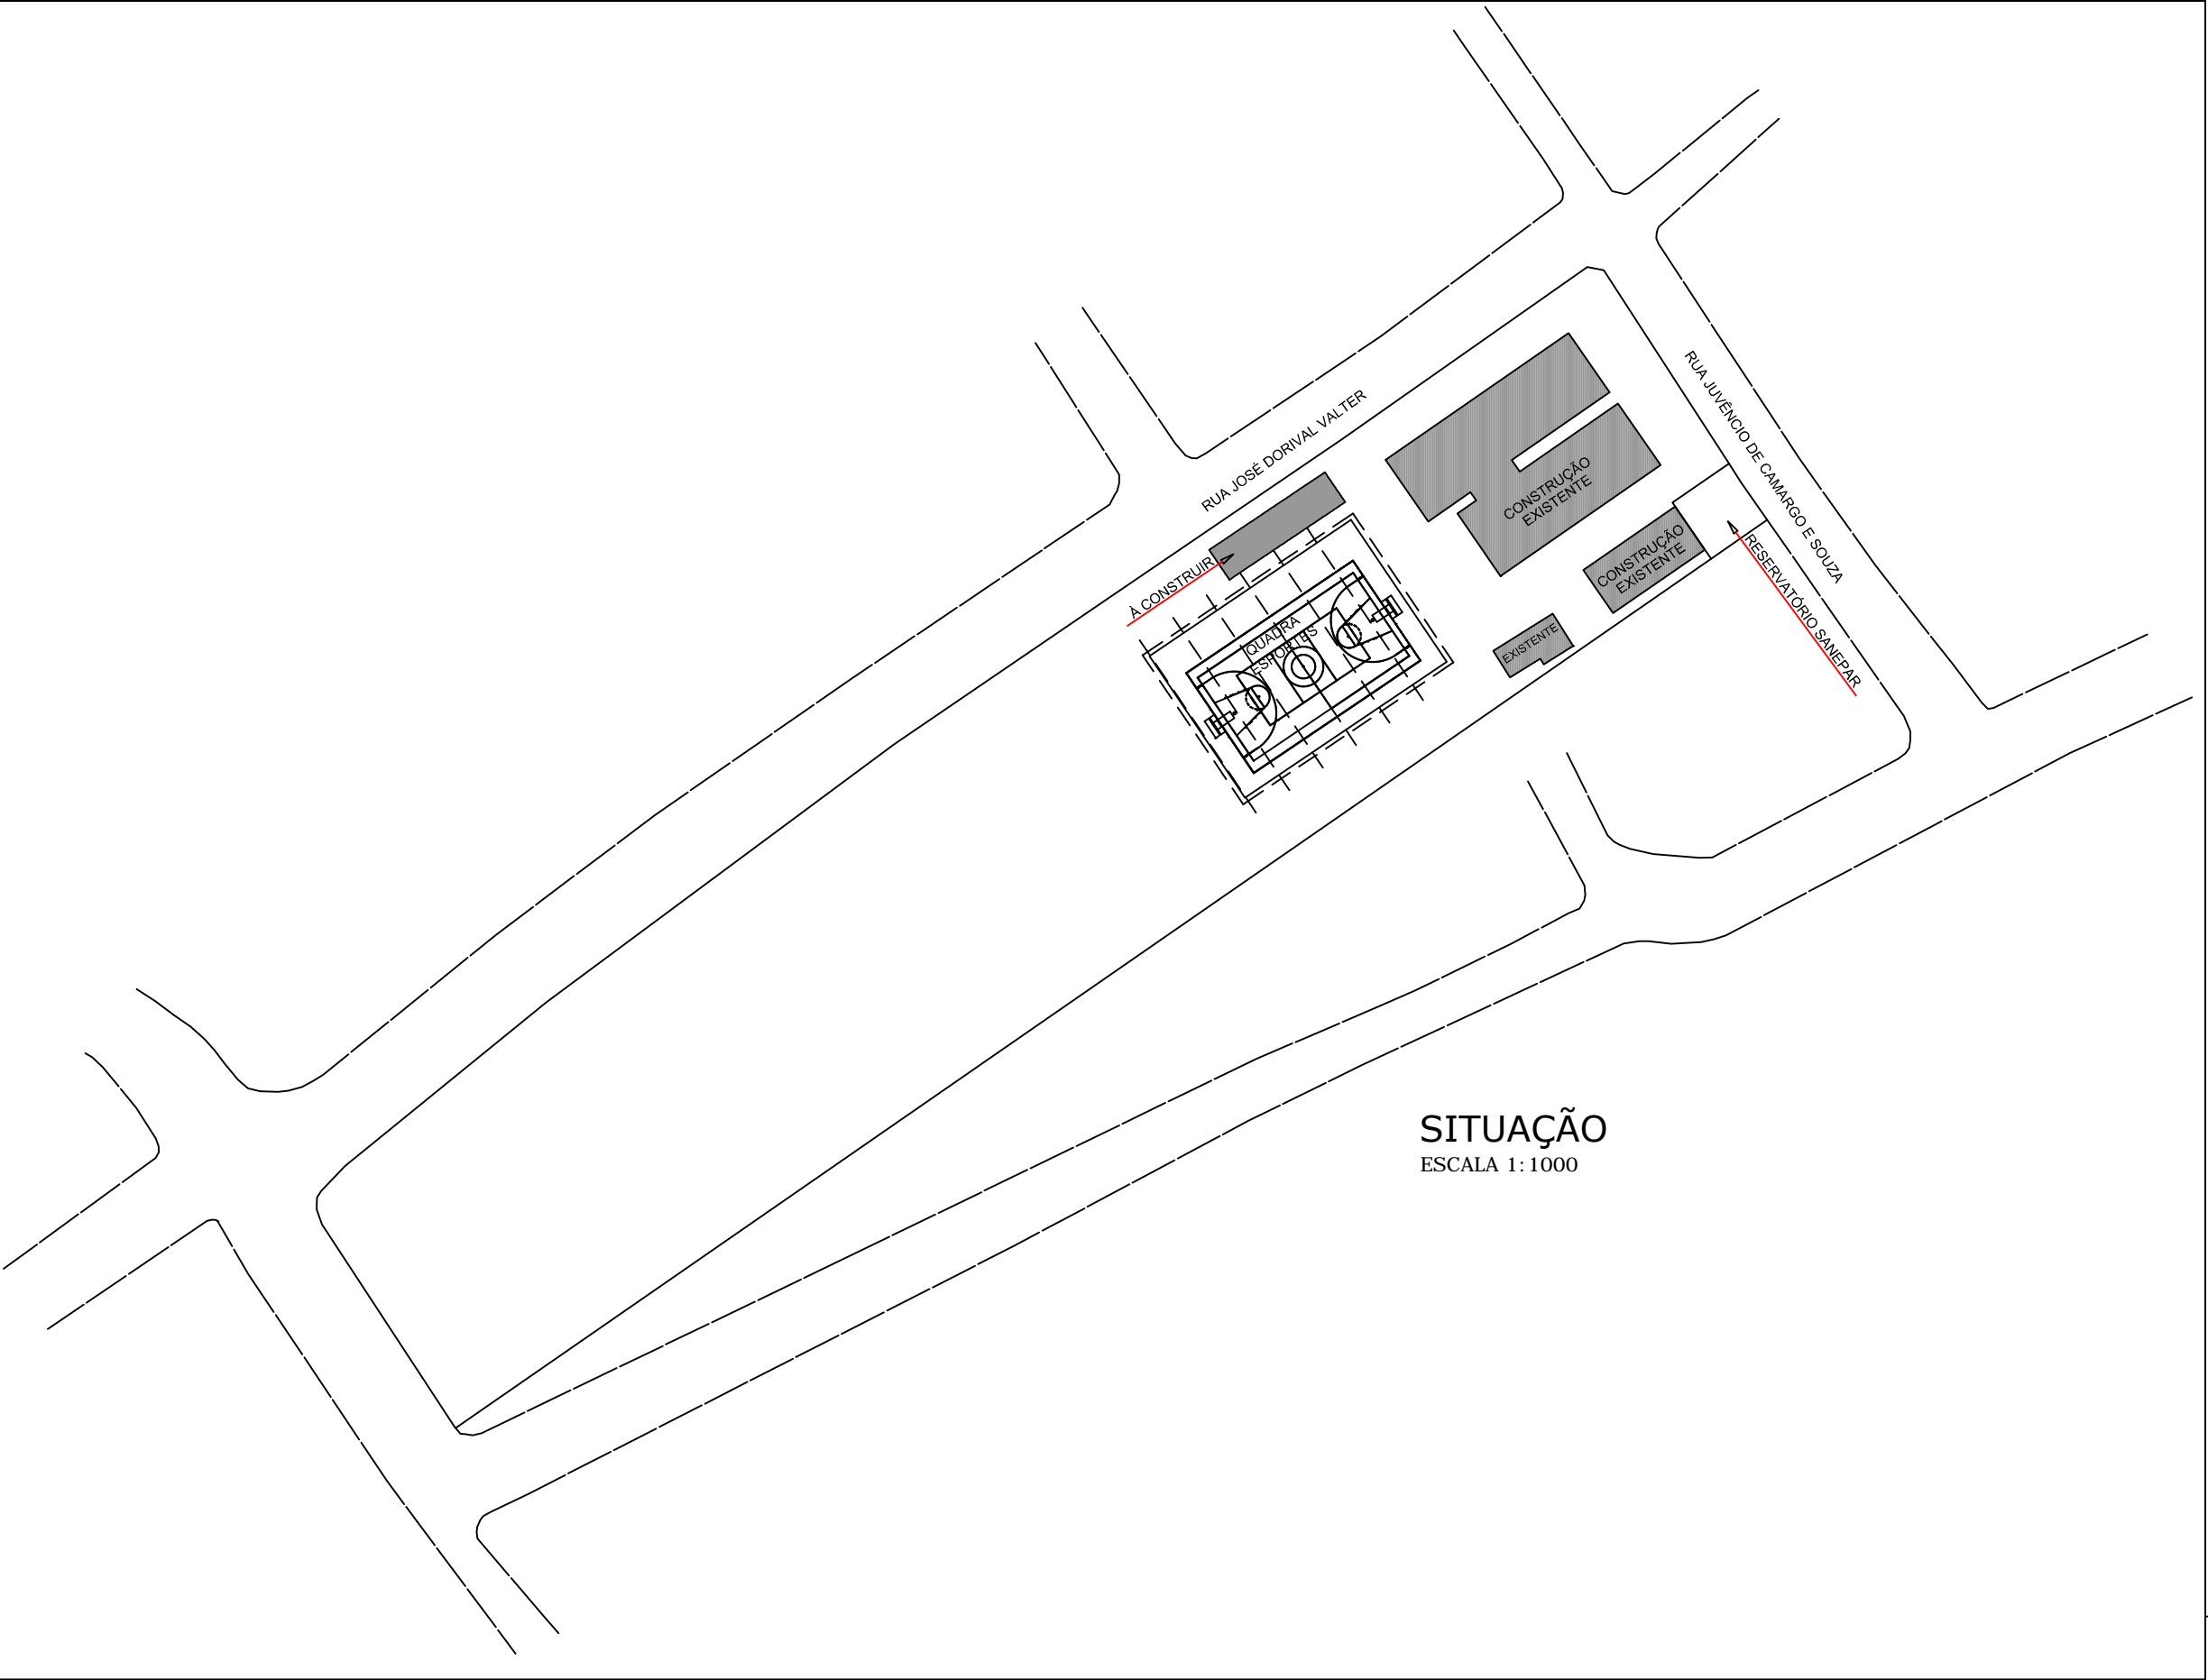 RUA JOSÉ DORIVAL VALTER
RUA JUVÊNCIO DE CAMARGO E SOUZA
CONSTRUÇÃO
EXISTENTE
CONSTRUÇÃO
EXISTENTE
À CONSTRUIR
RESERVATÓRIO SANEPAR
QUADRA
ESPORTES
EXISTENTE
SITUAÇÃO
ESCALA 1:1000